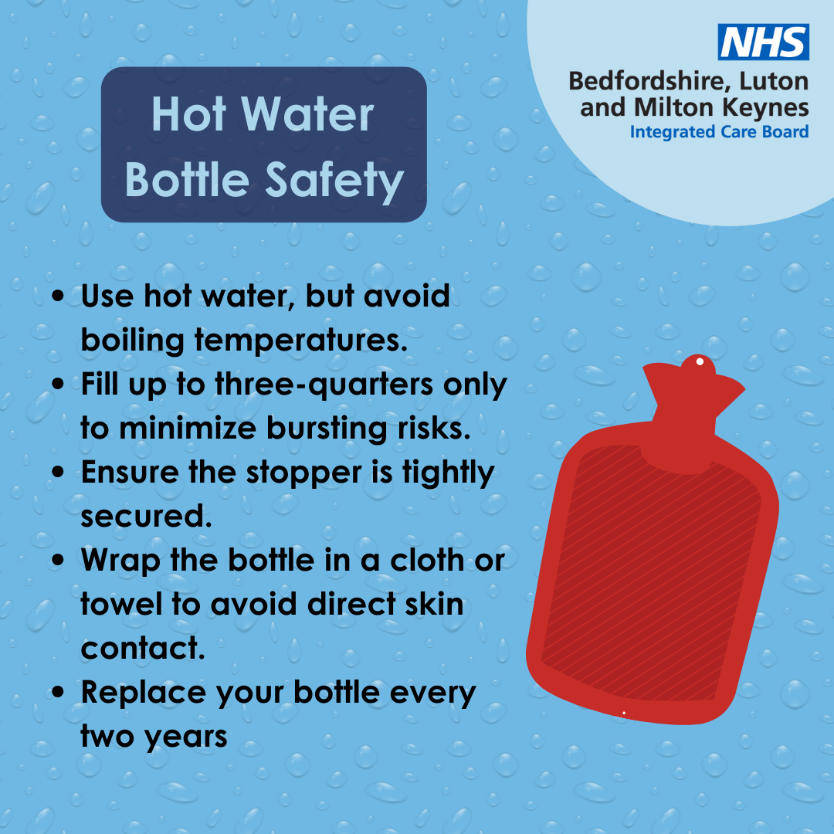 NHS
Bedfordshire, Luton
and Milton Keynes
Integrated Care Board
Hot Water
Bottle Safety
• Use hot water, but avoid
boiling temperatures.
• Fill up to three-quarters only
to minimize bursting risks.
• Ensure the stopper is tightly
secured.
• Wrap the bottle in a cloth or
towel to avoid direct skin
contact.
• Replace your bottle every
two years